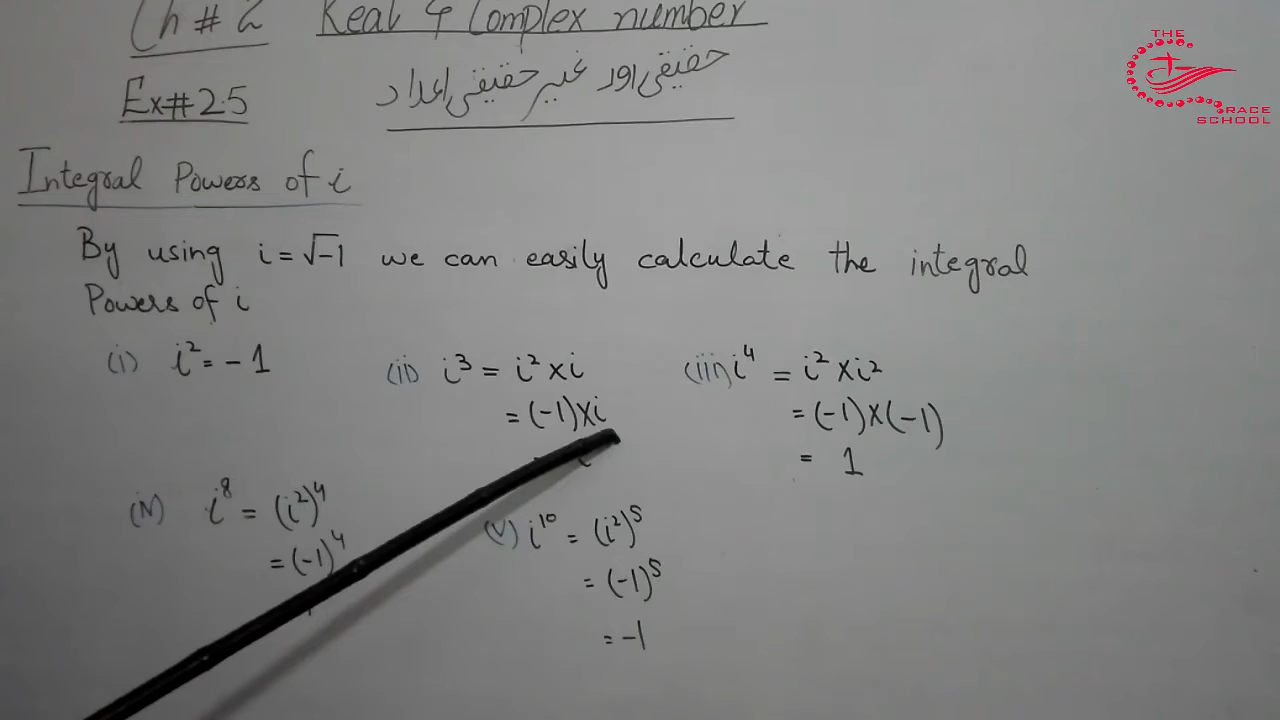 Ch # 2 Real & Complex number
Ex# 2.5 حقیقی اور غیر حقیقی اعداد
THE GRACE SCHOOL
Integral Powers of i
By using i = √-1 we can easily calculate the integral
Powers of i
(i) i² = - 1 (ii) i³ = i² x i (iii) i⁴ = i² x i²
= (-1) x i = (-1) x (-1)
= 1
(iv) i⁸ = (i²)⁴ (v) i¹⁰ = (i²)⁵
= (-1)⁴ = (-1)⁵
= -1